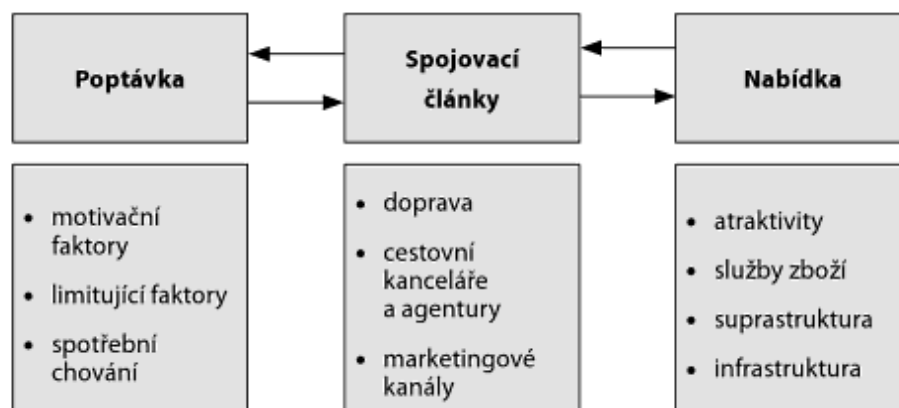 Poptávka
Spojovací
články
Nabídka
• motivační
faktory
• limitující faktory
• spotřební
chování
• doprava
• cestovní
kanceláře
a agentury
• marketingové
kanály
• atraktivity
• služby zboží
• suprastruktura
• infrastruktura